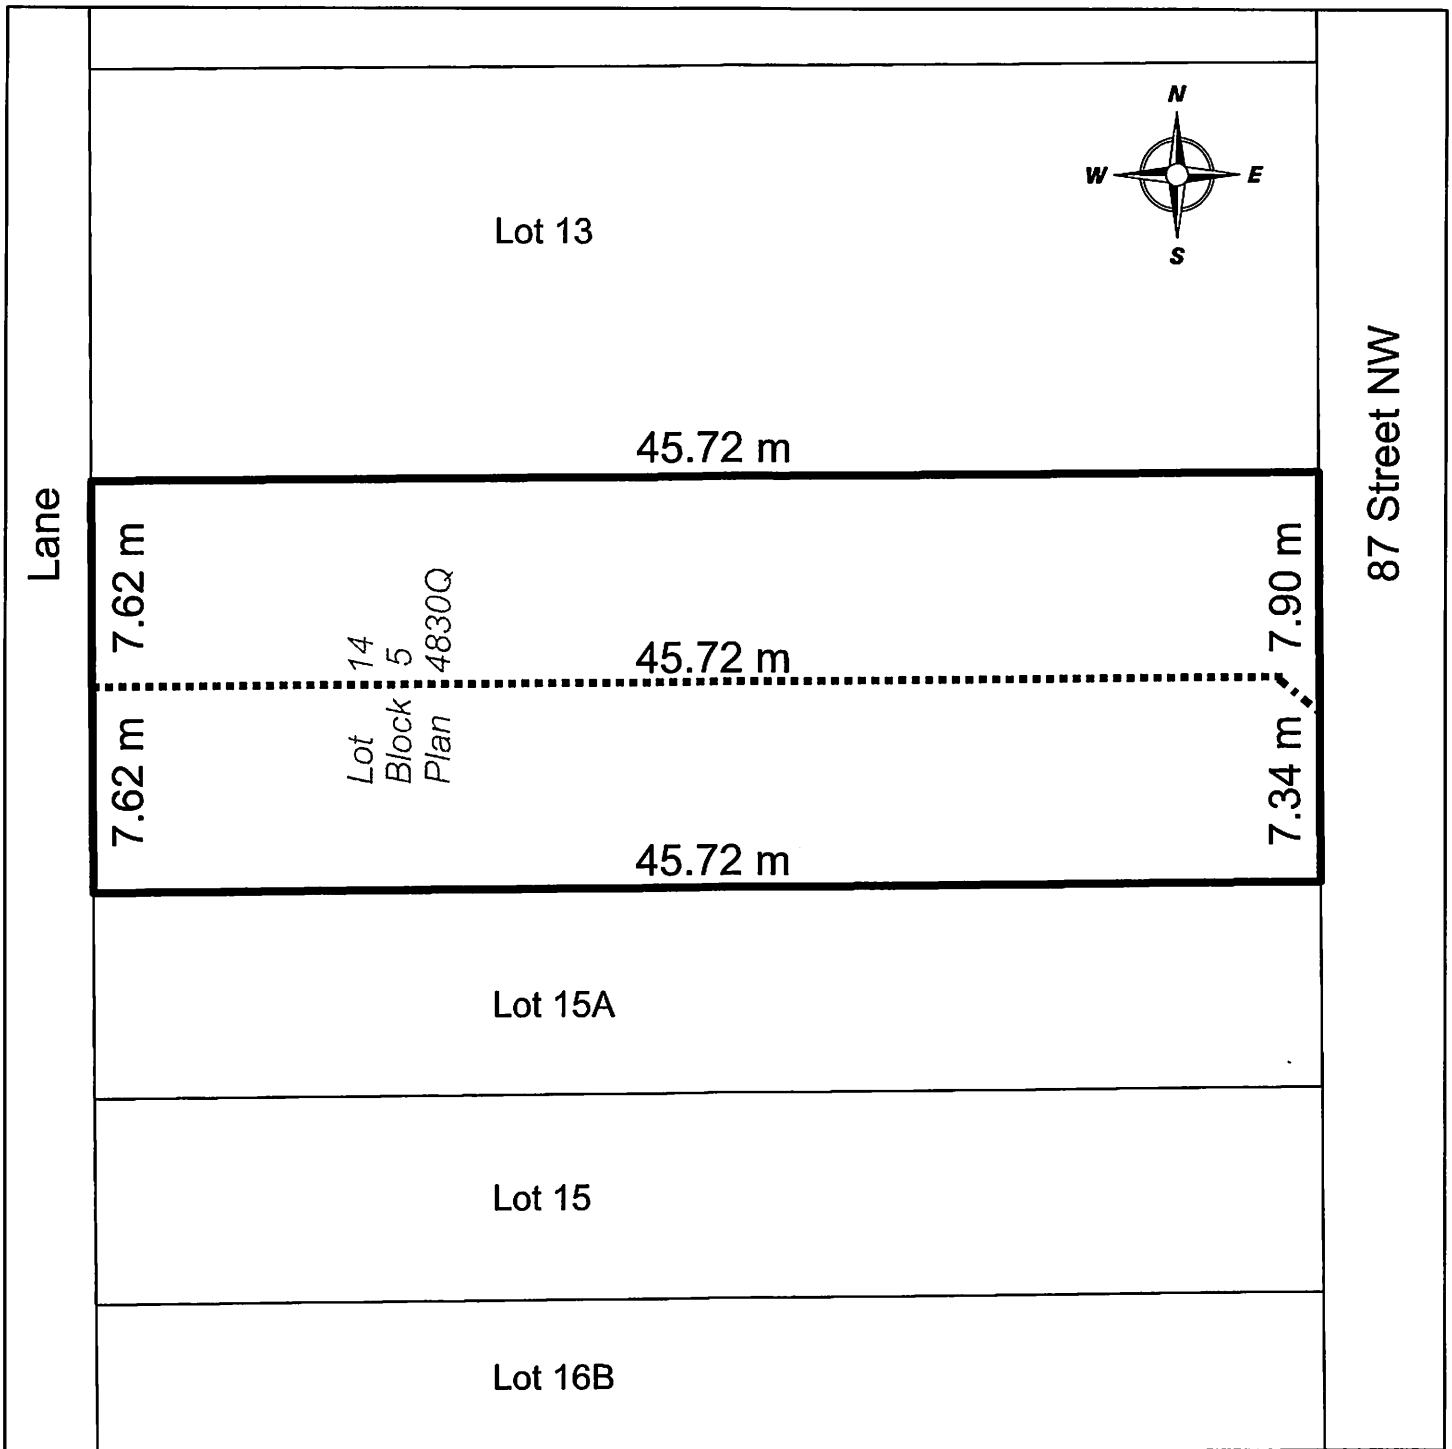 N
W E
S
Lot 13
87 Street NW
Lane
45.72 m
7.62 m
7.90 m
Lot 14
Block 5
Plan 4830Q
45.72 m
7.62 m
7.34 m
45.72 m
Lot 15A
Lot 15
Lot 16B